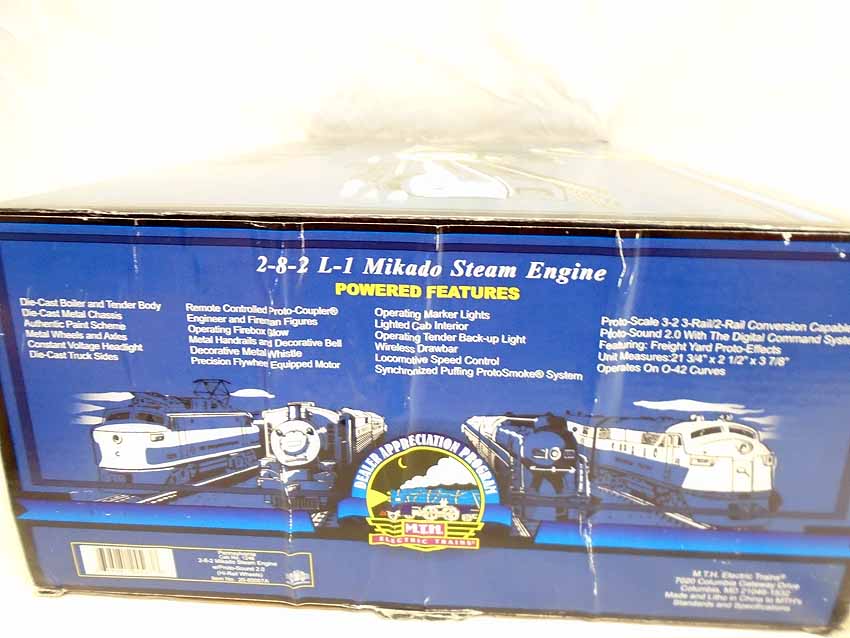 2-8-2 L-1 Mikado Steam Engine
POWERED FEATURES
Die-Cast Boiler and Tender Body
Die-Cast Metal Chassis
Authentic Paint Scheme
Metal Wheels and Axles
Constant Voltage Headlight
Die-Cast Truck Sides
Remote Controlled Proto-Coupler®
Engineer and Fireman Figures
Operating Firebox Glow
Metal Handrails and Decorative Bell
Decorative Metal Whistle
Precision Flywheel Equipped Motor
Operating Marker Lights
Lighted Cab Interior
Operating Tender Back-up Light
Wireless Drawbar
Locomotive Speed Control
Synchronized Puffing ProtoSmoke® System
Proto-Scale 3-2 3-Rail/2-Rail Conversion Capable
Proto-Sound 2.0 With The Digital Command Syste
Featuring: Freight Yard Proto-Effects
Unit Measures:21 3/4" x 2 1/2" x 3 7/8"
Operates On O-42 Curves
DEALER APPRECIATION PROGRAM
M.T.H.
ELECTRIC TRAINS®
Pennsylvania
Cab No. 1246
2-8-2 Mikado Steam Engine
w/Proto-Sound 2.0
(Hi-Rail Wheels)
Item No.
M.T.H. Electric Trains®
7020 Columbia Gateway Drive
Columbia, MD 21046-1532
Made and Litho in China to MTH's
Standards and Specifications